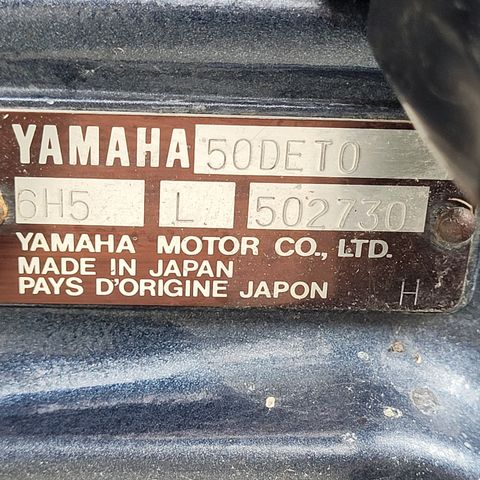 YAMAHA 50DETO
6H5 L 502730
YAMAHA MOTOR CO., LTD.
MADE IN JAPAN
PAYS D'ORIGINE JAPON H